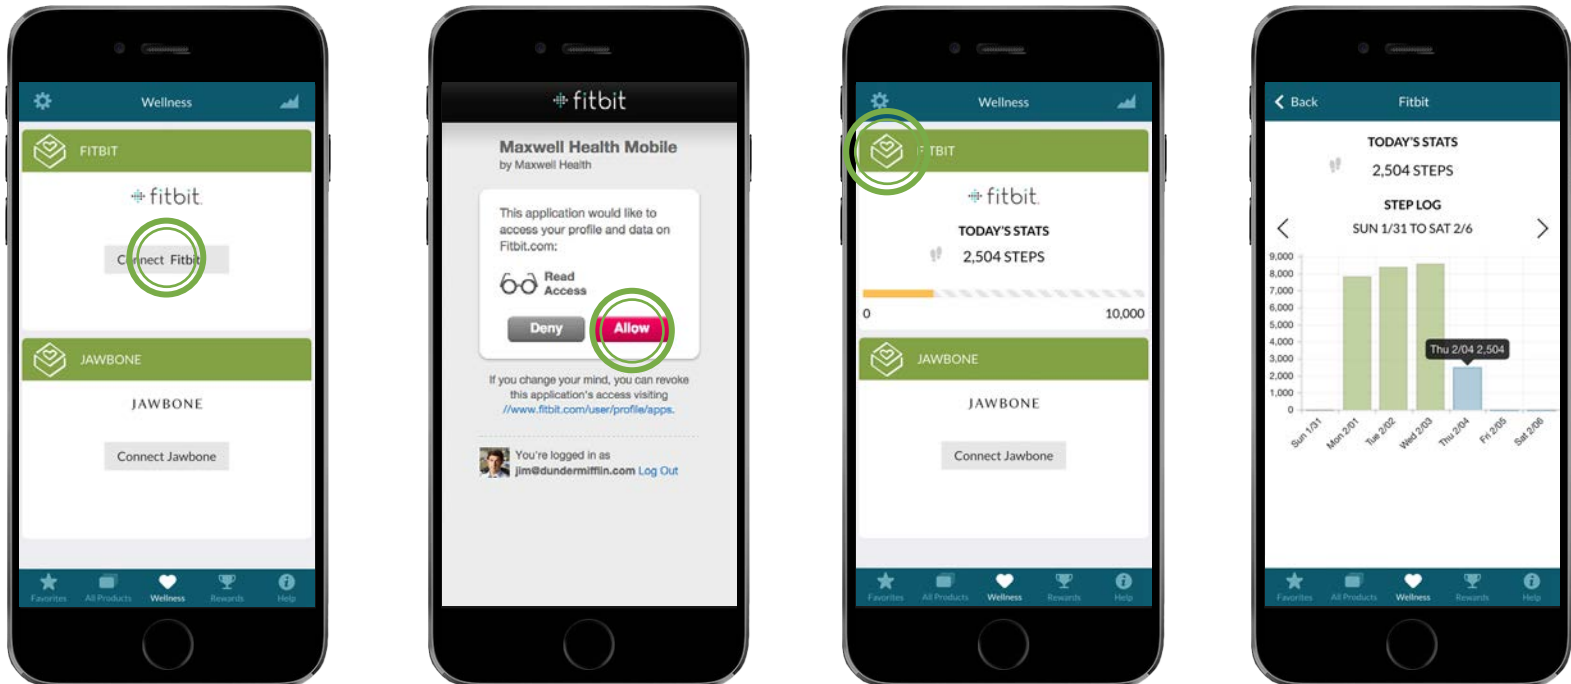 Wellness
FITBIT
fitbit.
Connect Fitbit
JAWBONE
JAWBONE
Connect Jawbone
Favorites All Products Wellness Rewards Help
fitbit
Maxwell Health Mobile
by Maxwell Health
This application would like to
access your profile and data on
Fitbit.com:
Read
Access
Deny Allow
If you change your mind, you can revoke
this application's access visiting
//www.fitbit.com/user/profile/apps.
You're logged in as
jim@dundermifflin.com Log Out
Wellness
FITBIT
fitbit.
TODAY'S STATS
2,504 STEPS
0 10,000
JAWBONE
JAWBONE
Connect Jawbone
Favorites All Products Wellness Rewards Help
Back Fitbit
TODAY'S STATS
2,504 STEPS
STEP LOG
SUN 1/31 TO SAT 2/6
9,000
8,000
7,000
6,000
5,000
4,000
3,000
2,000
1,000
0
Thu 2/04 2,504
Sun 1/31 Mon 2/01 Tue 2/02 Wed 2/03 Thu 2/04 Fri 2/05 Sat 2/06
Favorites All Products Wellness Rewards Help